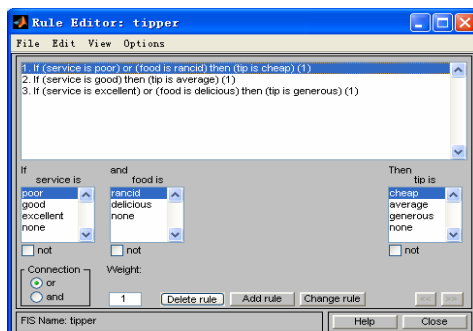 Rule Editor: tipper
File Edit View Options
1. If (service is poor) or (food is rancid) then (tip is cheap) (1)
2. If (service is good) then (tip is average) (1)
3. If (service is excellent) or (food is delicious) then (tip is generous) (1)
If and Then
service is food is tip is
poor rancid cheap
good delicious average
excellent none generous
none none
not not not
Connection Weight:
or
and 1 Delete rule Add rule Change rule << >>
FIS Name: tipper Help Close